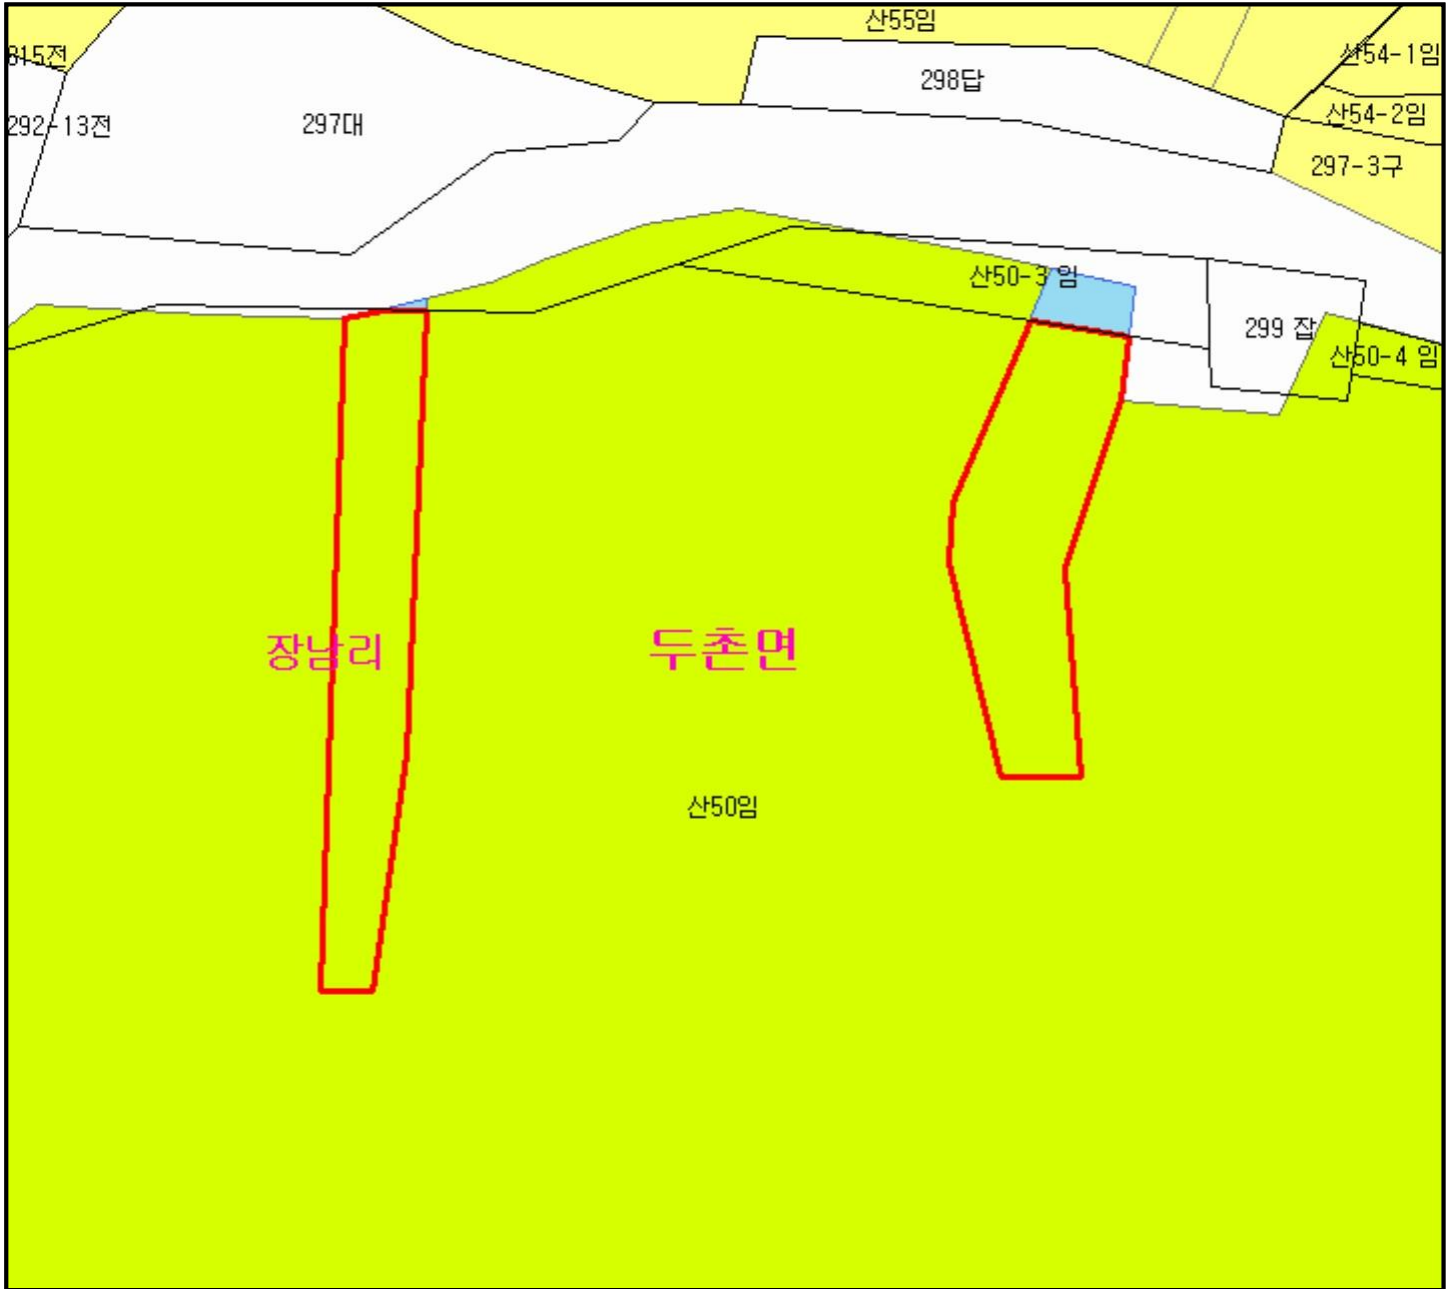 산55임
815전
산54-1임
298답
292-13전
297대
산54-2임
297-3구
산50-3 임
299 잡
산50-4 임
장남리
두촌면
산50임